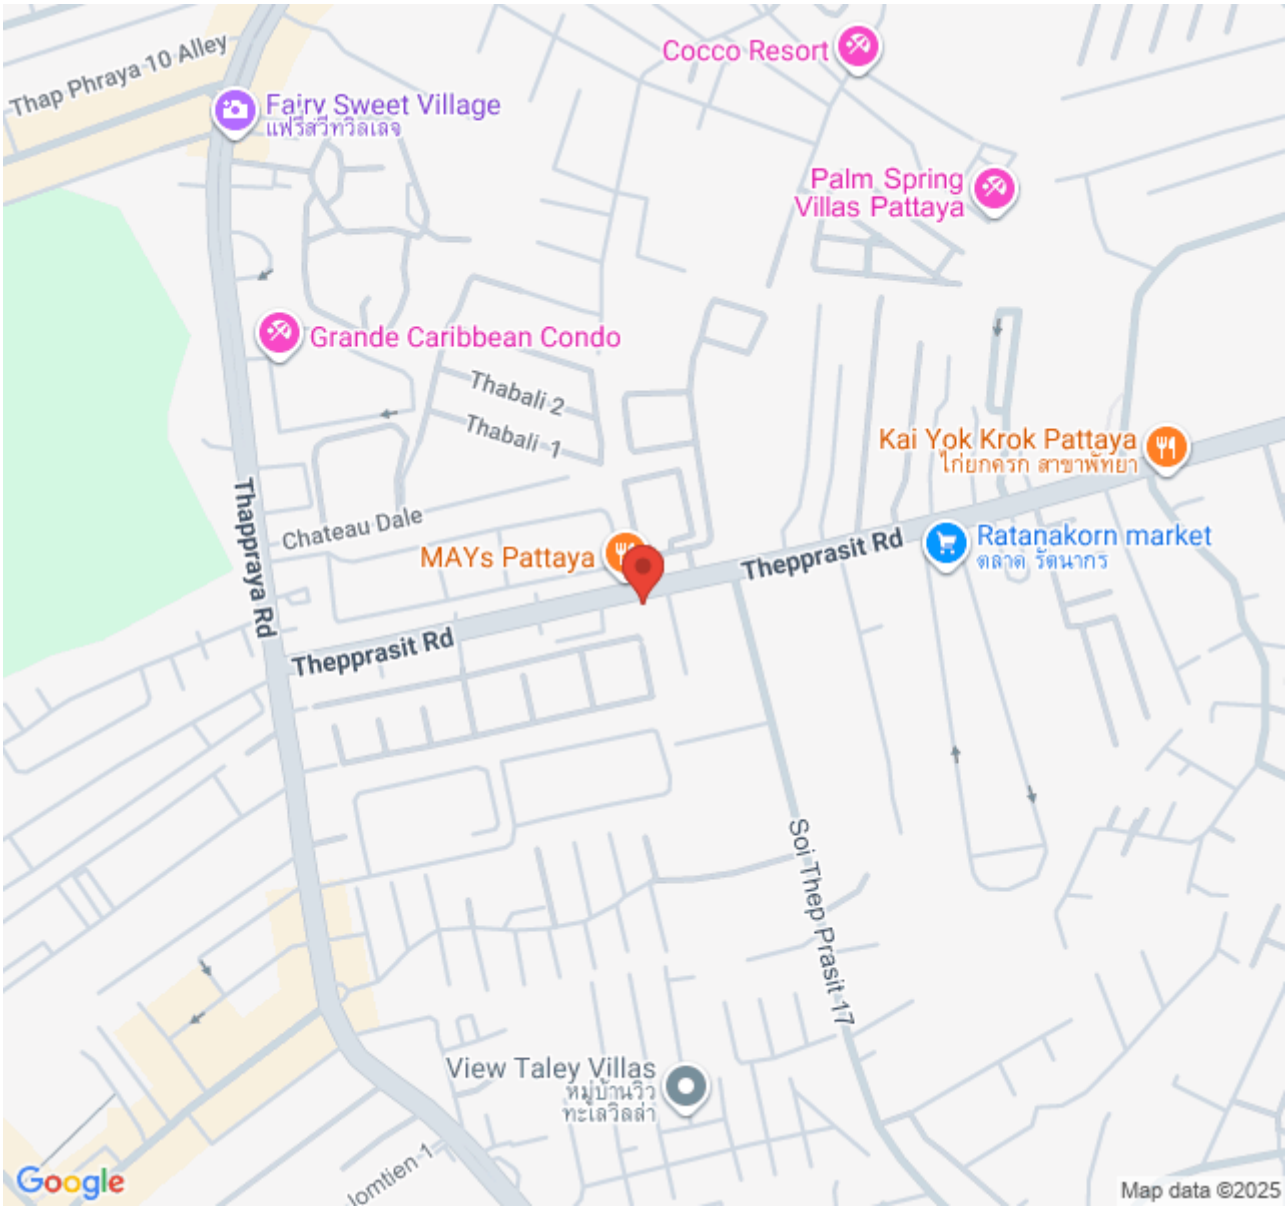 Cocco Resort
Thap Phraya 10 Alley
Fairy Sweet Village
แฟรี่สวีทวิลเลจ
Palm Spring
Villas Pattaya
Grande Caribbean Condo
Thabali 2
Thabali 1
Kai Yok Krok Pattaya
ไก่ยกครก สาขาพัทยา
Thappraya Rd
Chateau Dale
MAYs Pattaya
Thepprasit Rd
Ratanakorn market
ตลาด รัตนากร
Thepprasit Rd
Soi Thep Prasit 17
View Taley Villas
หมู่บ้านวิว
ทะเลวิลล่า
Jomtien 1
Google
Map data ©2025